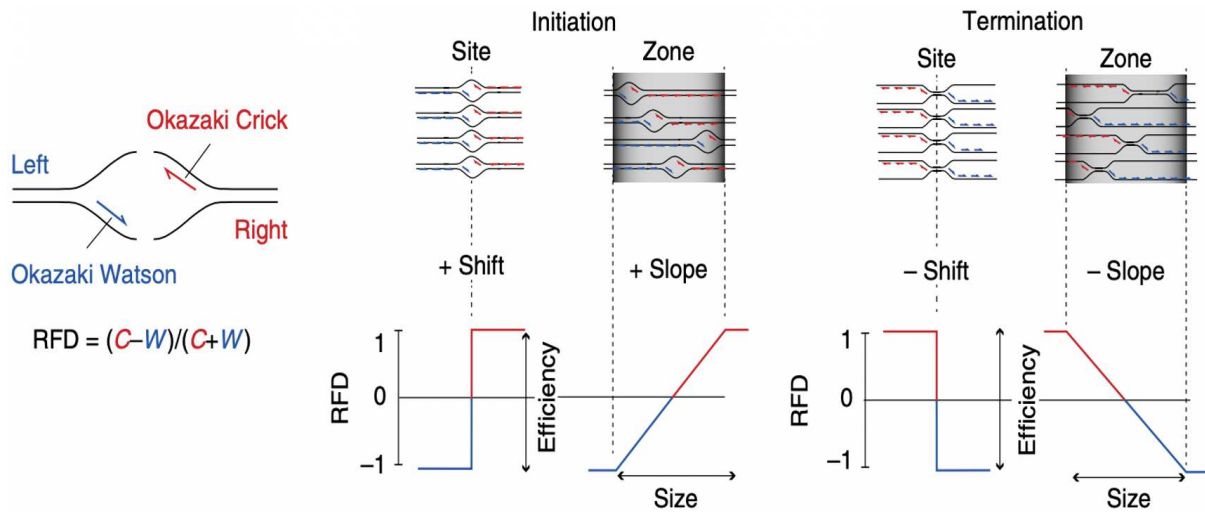 Okazaki Crick
Left
Right
Okazaki Watson
RFD = (C–W)/(C+W)
Initiation
Site
Zone
+ Shift
+ Slope
RFD
1
0
–1
Efficiency
Size
Termination
Site
Zone
– Shift
– Slope
RFD
1
0
–1
Efficiency
Size